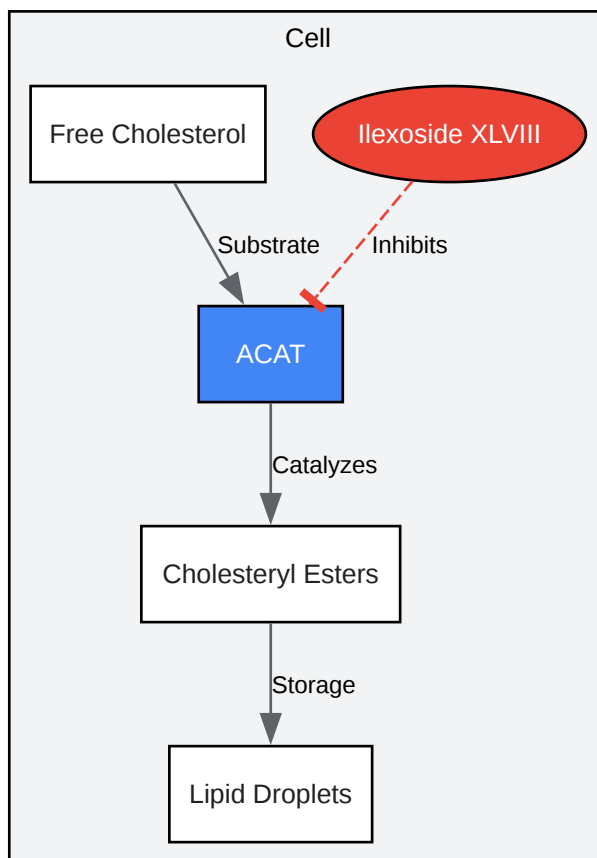 Cell
Free Cholesterol
Ilexoside XLVIII
Substrate
Inhibits
ACAT
Catalyzes
Cholesteryl Esters
Storage
Lipid Droplets